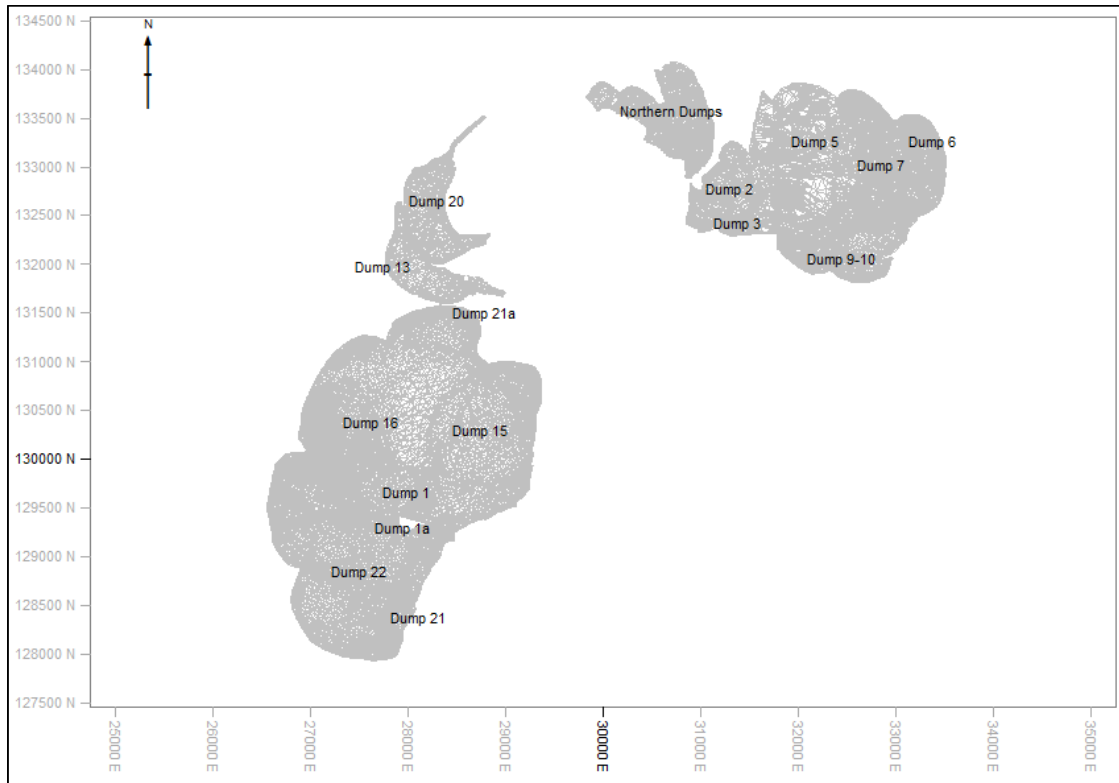 134500 N
N
134000 N
133500 N
133000 N
132500 N
132000 N
131500 N
131000 N
130500 N
130000 N
129500 N
129000 N
128500 N
128000 N
127500 N
Northern Dumps
Dump 5
Dump 6
Dump 7
Dump 2
Dump 3
Dump 9-10
Dump 20
Dump 13
Dump 21a
Dump 16
Dump 15
Dump 1
Dump 1a
Dump 22
Dump 21
25000 E
26000 E
27000 E
28000 E
29000 E
30000 E
31000 E
32000 E
33000 E
34000 E
35000 E